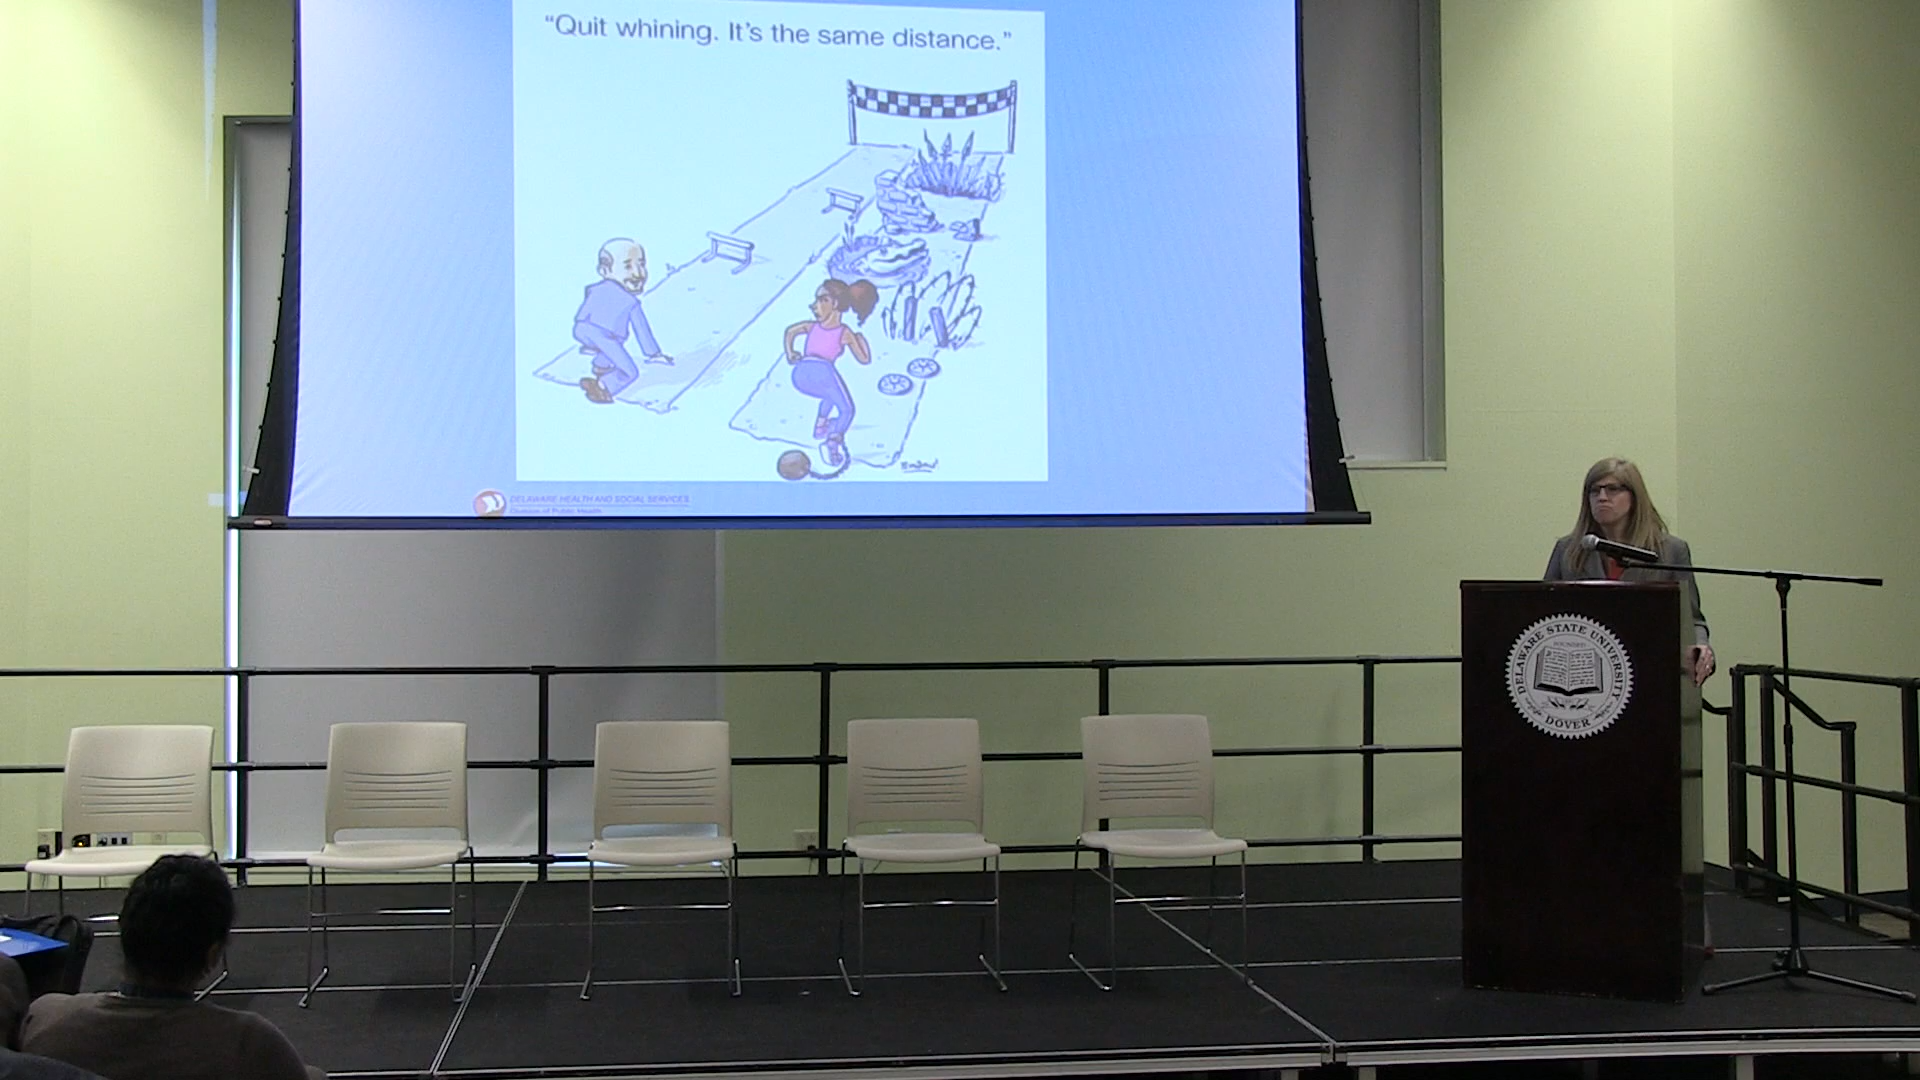 "Quit whining. It's the same distance."
DELAWARE HEALTH AND SOCIAL SERVICES
Division of Public Health
DELAWARE STATE UNIVERSITY
DOVER